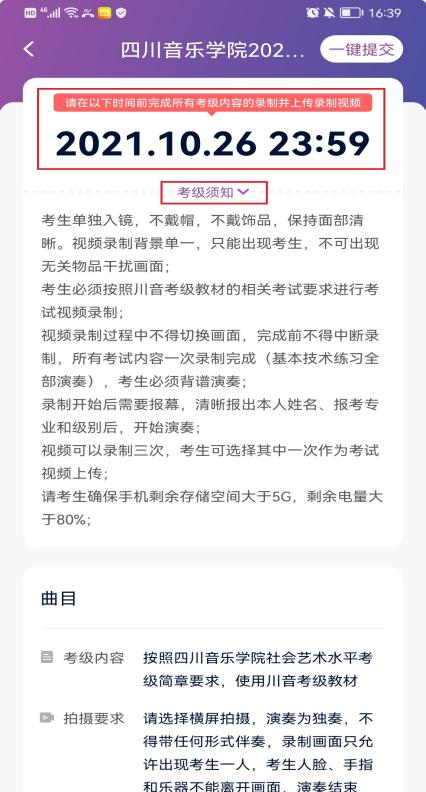 HD 4G 16:39
四川音乐学院202... 一键提交
请在以下时间前完成所有考级内容的录制并上传录制视频
2021.10.26 23:59
考级须知
考生单独入镜，不戴帽，不戴饰品，保持面部清
晰。视频录制背景单一，只能出现考生，不可出现
无关物品干扰画面；
考生必须按照川音考级教材的相关考试要求进行考
试视频录制；
视频录制过程中不得切换画面，完成前不得中断录
制，所有考试内容一次录制完成（基本技术练习全
部演奏），考生必须背谱演奏；
录制开始后需要报幕，清晰报出本人姓名、报考专
业和级别后，开始演奏；
视频可以录制三次，考生可选择其中一次作为考试
视频上传；
请考生确保手机剩余存储空间大于5G，剩余电量大
于80%;
曲目
考级内容 按照四川音乐学院社会艺术水平考
级简章要求，使用川音考级教材
拍摄要求 请选择横屏拍摄，演奏为独奏，不
得带任何形式伴奏，录制画面只允
许出现考生一人，考生人脸、手指
和乐器不能离开画面，演奏结束